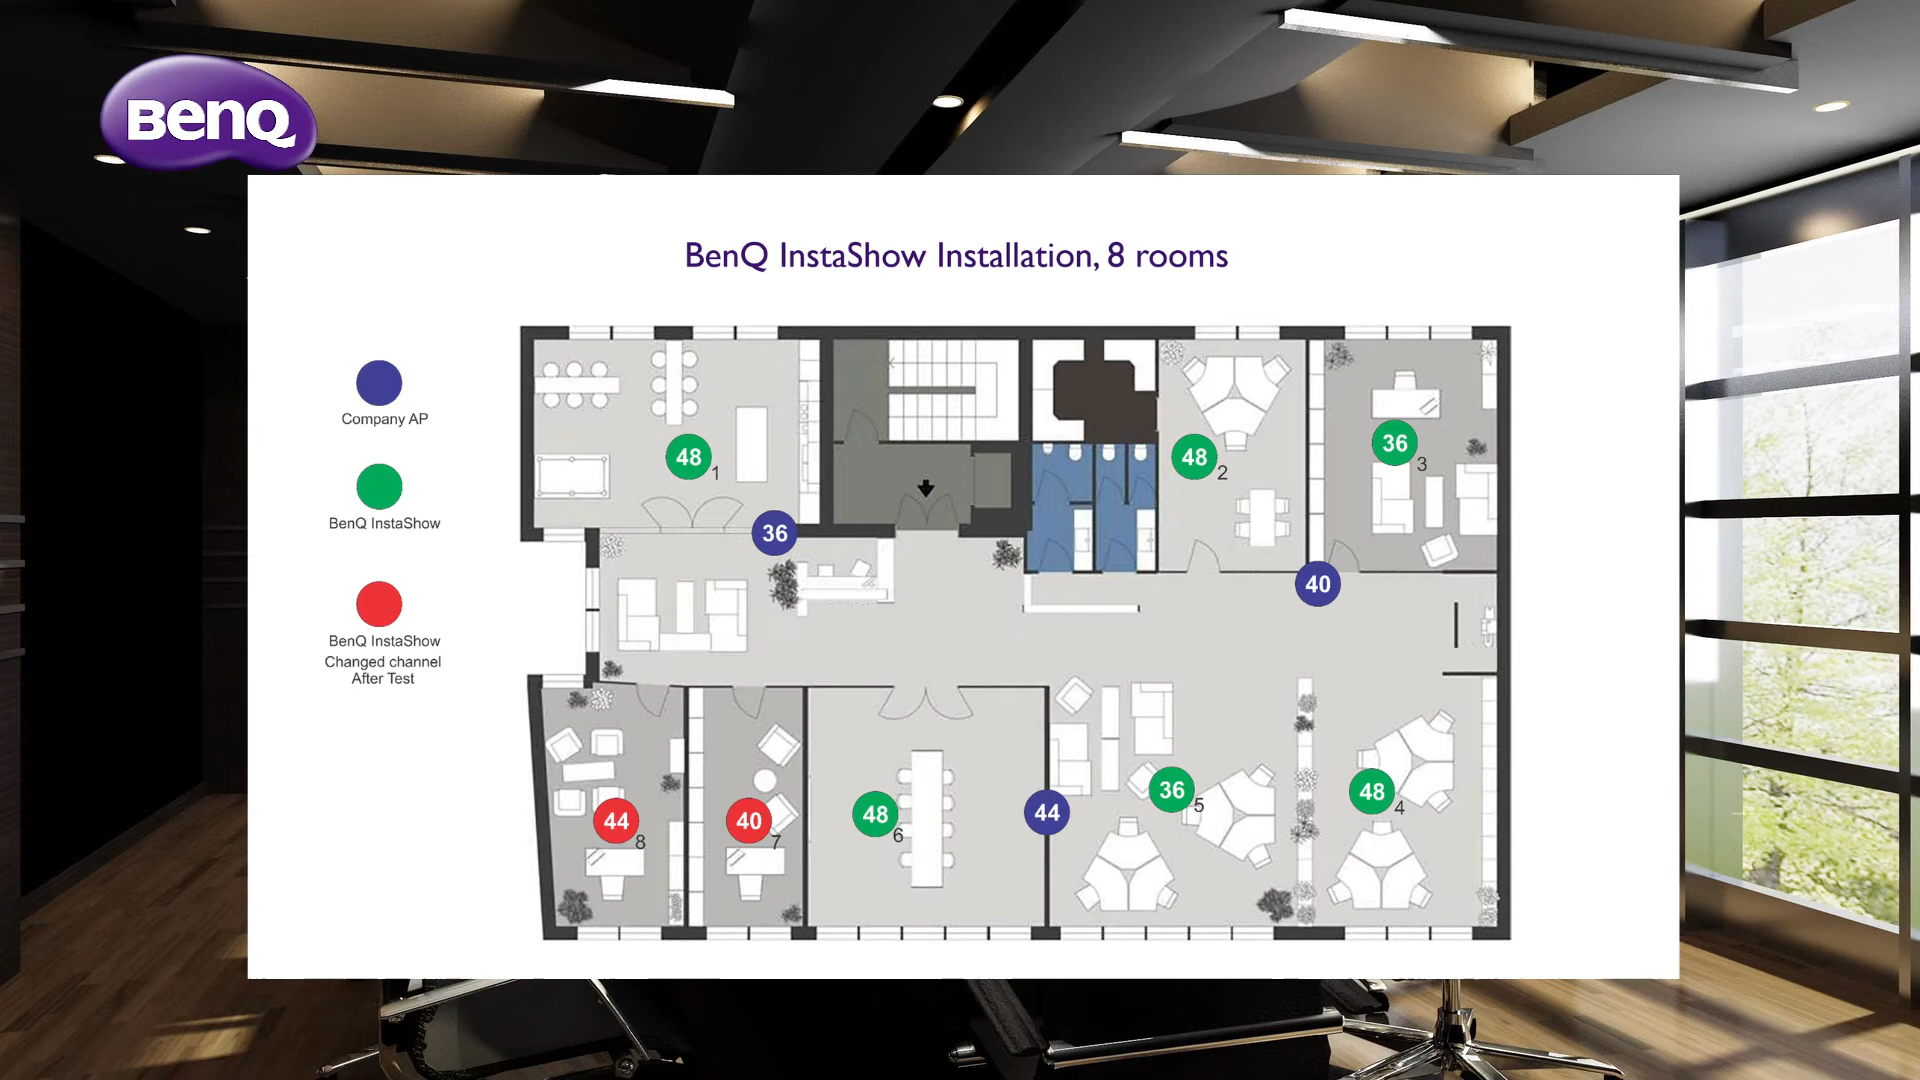 BenQ
BenQ InstaShow Installation, 8 rooms
Company AP
BenQ InstaShow
BenQ InstaShow
Changed channel
After Test
48 1
48 2
36 3
36
40
44 8
40 7
48 6
44
36 5
48 4